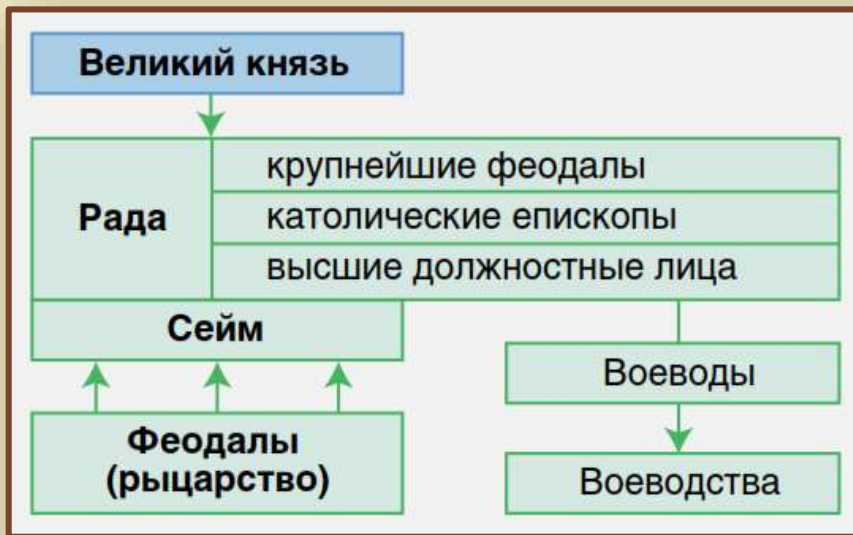 Великий князь
Рада
крупнейшие феодалы
католические епископы
высшие должностные лица
Сейм
Воеводы
Феодалы
(рыцарство)
Воеводства